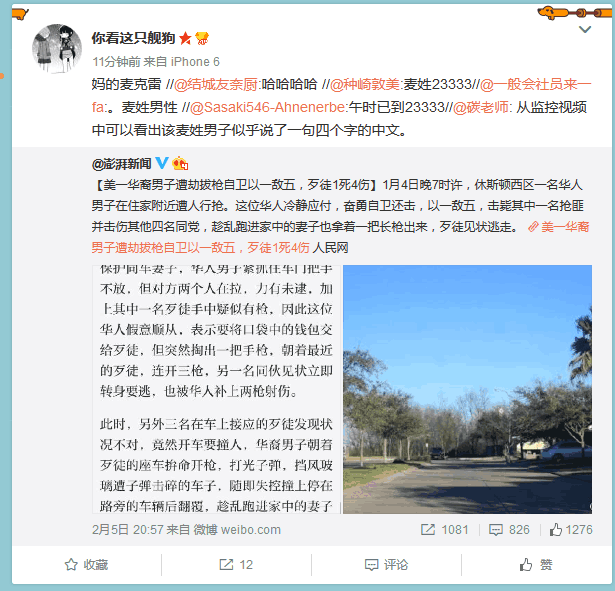 你看这只舰狗
11分钟前 来自 iPhone 6
妈的麦克雷 //@结城友奈厨:哈哈哈哈 //@种崎敦美:麦姓23333//@一般会社员来一
fa:。麦姓男性 //@Sasaki546-Ahnenerbe:午时已到23333//@碳老师: 从监控视频
中可以看出该麦姓男子似乎说了一句四个字的中文。
@澎湃新闻
【美一华裔男子遭劫拔枪自卫以一敌五，歹徒1死4伤】1月4日晚7时许，休斯顿西区一名华人
男子在住家附近遭人行抢。这位华人冷静应付，奋勇自卫还击，以一敌五，击毙其中一名抢匪
并击伤其他四名同党，趁乱跑进家中的妻子也拿着一把长枪出来，歹徒见状逃走。 美一华裔
男子遭劫拔枪自卫以一敌五，歹徒1死4伤 人民网
保护同车妻子，华人男子紧抓住车门把手
不放，但对方两个人在拉，力有未逮，加
上其中一名歹徒手中疑似有枪，因此这位
华人假意顺从，表示要将口袋中的钱包交
给歹徒，但突然掏出一把手枪，朝着最近
的歹徒，连开三枪，另一名同伙见状立即
转身要逃，也被华人补上两枪射伤。
此时，另外三名在车上接应的歹徒发现状
况不对，竟然开车要撞人，华裔男子朝着
歹徒的座车拚命开枪，打光了弹，挡风玻
璃遭子弹击碎的车子，随即失控撞上停在
路旁的车辆后翻覆，趁乱跑进家中的妻子
2月5日 20:57 来自 微博 weibo.com
1081 826 1276
收藏 12 评论 赞